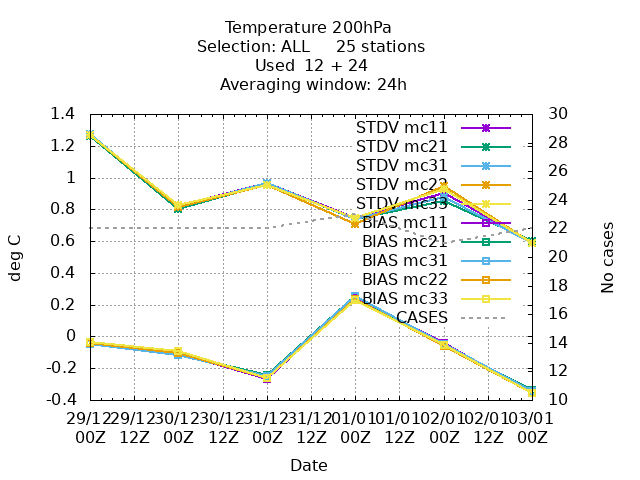 Temperature 200hPa
Selection: ALL     25 stations
Used  12 + 24
Averaging window: 24h
1.4
1.2
1
0.8
0.6
0.4
0.2
0
-0.2
-0.4
deg C
30
28
26
24
22
20
18
16
14
12
10
No cases
STDV mc11
STDV mc21
STDV mc31
STDV mc22
STDV mc33
BIAS mc11
BIAS mc21
BIAS mc31
BIAS mc22
BIAS mc33
CASES
29/12 29/12 30/12 30/12 31/12 31/12 01/01 01/01 02/01 02/01 03/01
00Z 12Z 00Z 12Z 00Z 12Z 00Z 12Z 00Z 12Z 00Z
Date